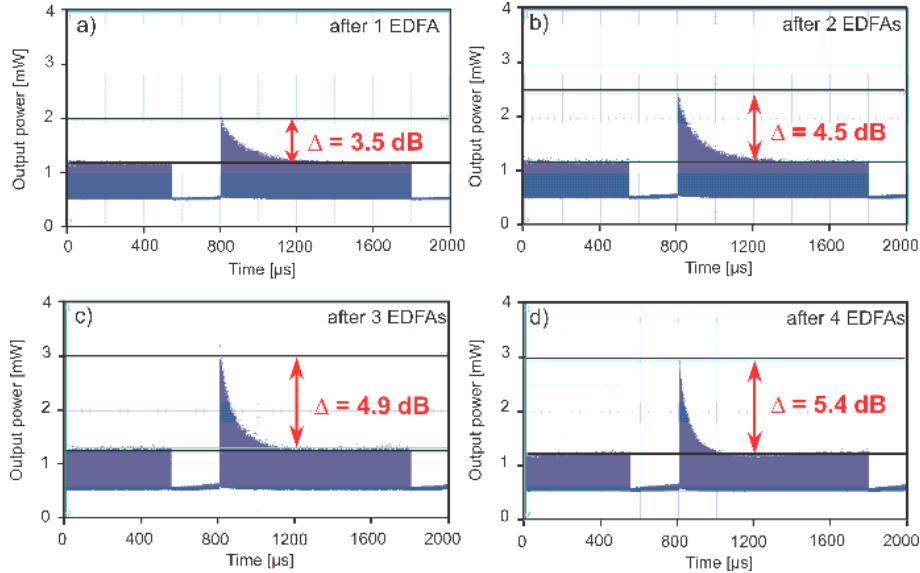 a) after 1 EDFA
Output power [mW]
4
3
2
1
0
Δ = 3.5 dB
0 400 800 1200 1600 2000
Time [µs]
b) after 2 EDFAs
Output power [mW]
4
3
2
1
0
Δ = 4.5 dB
0 400 800 1200 1600 2000
Time [µs]
c) after 3 EDFAs
Output power [mW]
4
3
2
1
0
Δ = 4.9 dB
0 400 800 1200 1600 2000
Time [µs]
d) after 4 EDFAs
Output power [mW]
4
3
2
1
0
Δ = 5.4 dB
0 400 800 1200 1600 2000
Time [µs]